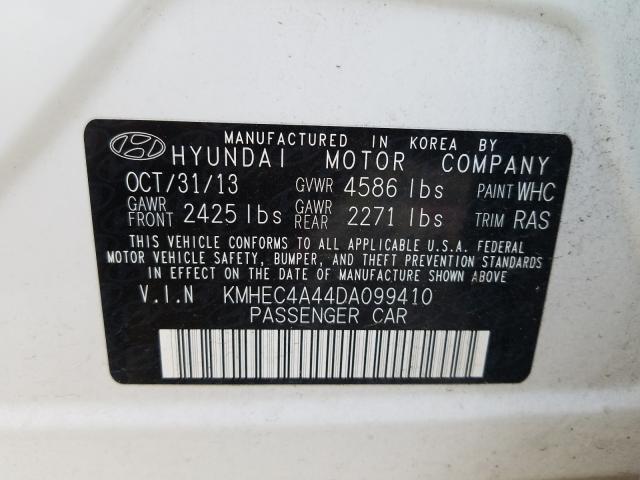 MANUFACTURED IN KOREA BY
HYUNDAI MOTOR COMPANY
OCT/31/13 GVWR 4586 lbs PAINT WHC
GAWR FRONT 2425 lbs GAWR REAR 2271 lbs TRIM RAS
THIS VEHICLE CONFORMS TO ALL APPLICABLE U.S.A. FEDERAL
MOTOR VEHICLE SAFETY, BUMPER, AND THEFT PREVENTION STANDARDS
IN EFFECT ON THE DATE OF MANUFACTURE SHOWN ABOVE
V.I.N KMHEC4A44DA099410
PASSENGER CAR